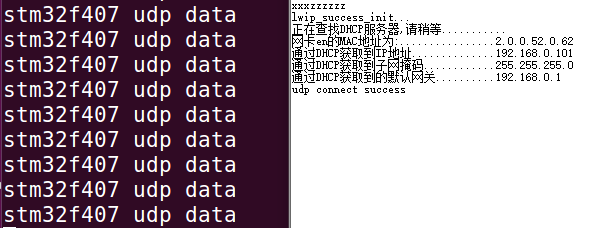 stm32f407 udp data
stm32f407 udp data
stm32f407 udp data
stm32f407 udp data
stm32f407 udp data
stm32f407 udp data
stm32f407 udp data
stm32f407 udp data
xxxzzzzzz
lwip_success_init...
正在查找DHCP服务器,请稍等...........
网卡en的MAC地址为:................2.0.0.52.0.62
通过DHCP获取到IP地址..............192.168.0.101
通过DHCP获取到子网掩码............255.255.255.0
通过DHCP获取到的默认网关..........192.168.0.1
udp connect success